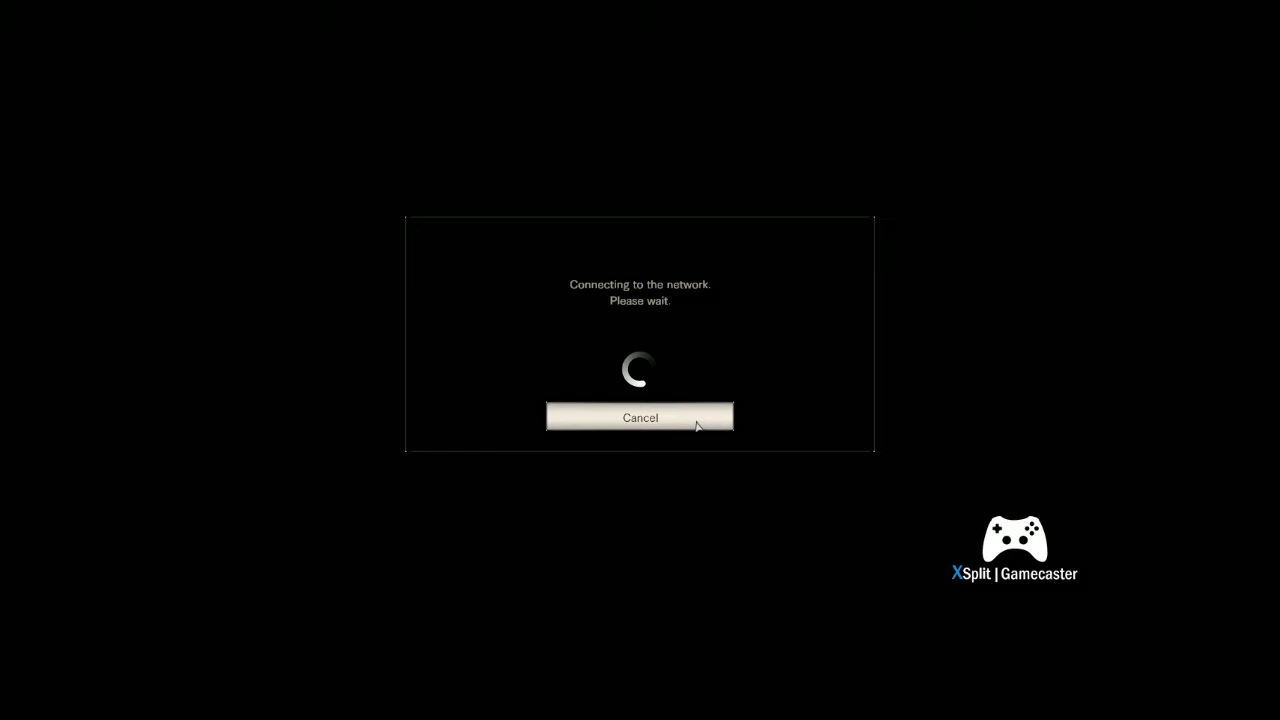 Connecting to the network.
Please wait.
Cancel
XSplit | Gamecaster